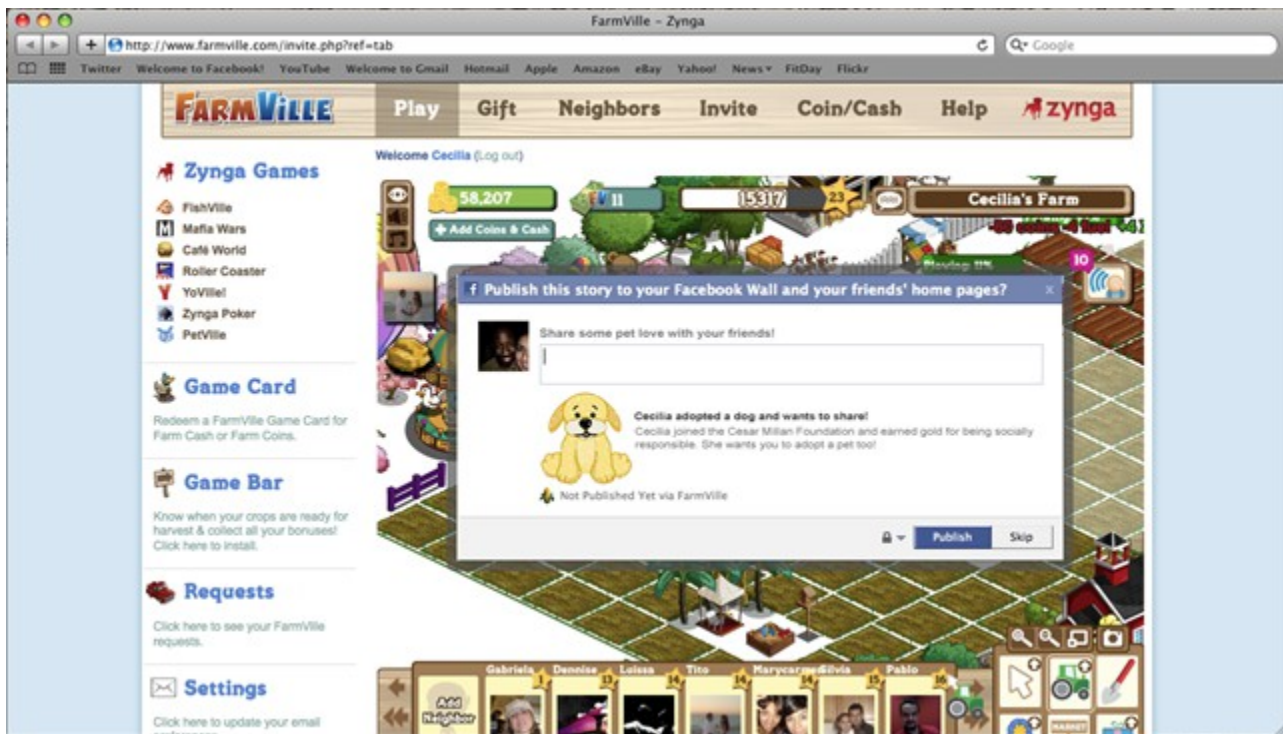 FarmVille – Zynga
http://www.farmville.com/invite.php?ref=tab
Google
Twitter Welcome to Facebook! YouTube Welcome to Gmail Hotmail Apple Amazon eBay Yahoo! News FitDay Flickr
FARMVILLE
Play Gift Neighbors Invite Coin/Cash Help zynga
Welcome Cecilia (Log out)
Zynga Games
FishVille
Mafia Wars
Café World
Roller Coaster
YoVille!
Zynga Poker
PetVille
Game Card
Redeem a FarmVille Game Card for
Farm Cash or Farm Coins.
Game Bar
Know when your crops are ready for
harvest & collect all your bonuses!
Click here to install.
Requests
Click here to see your FarmVille
requests.
Settings
Click here to update your email
58,207
FV 11
15317
23
Cecilia's Farm
Add Coins & Cash
Plowing: 11%
10
f Publish this story to your Facebook Wall and your friends' home pages? x
Share some pet love with your friends!
Cecilia adopted a dog and wants to share!
Cecilia joined the Cesar Millan Foundation and earned gold for being socially
responsible. She wants you to adopt a pet too!
Not Published Yet via FarmVille
Publish Skip
Gabriela Dennise Loissa Tito Marycarmen Silvia Pablo
1 13 14 14 14 15 16
Add
Neighbor
MARKET